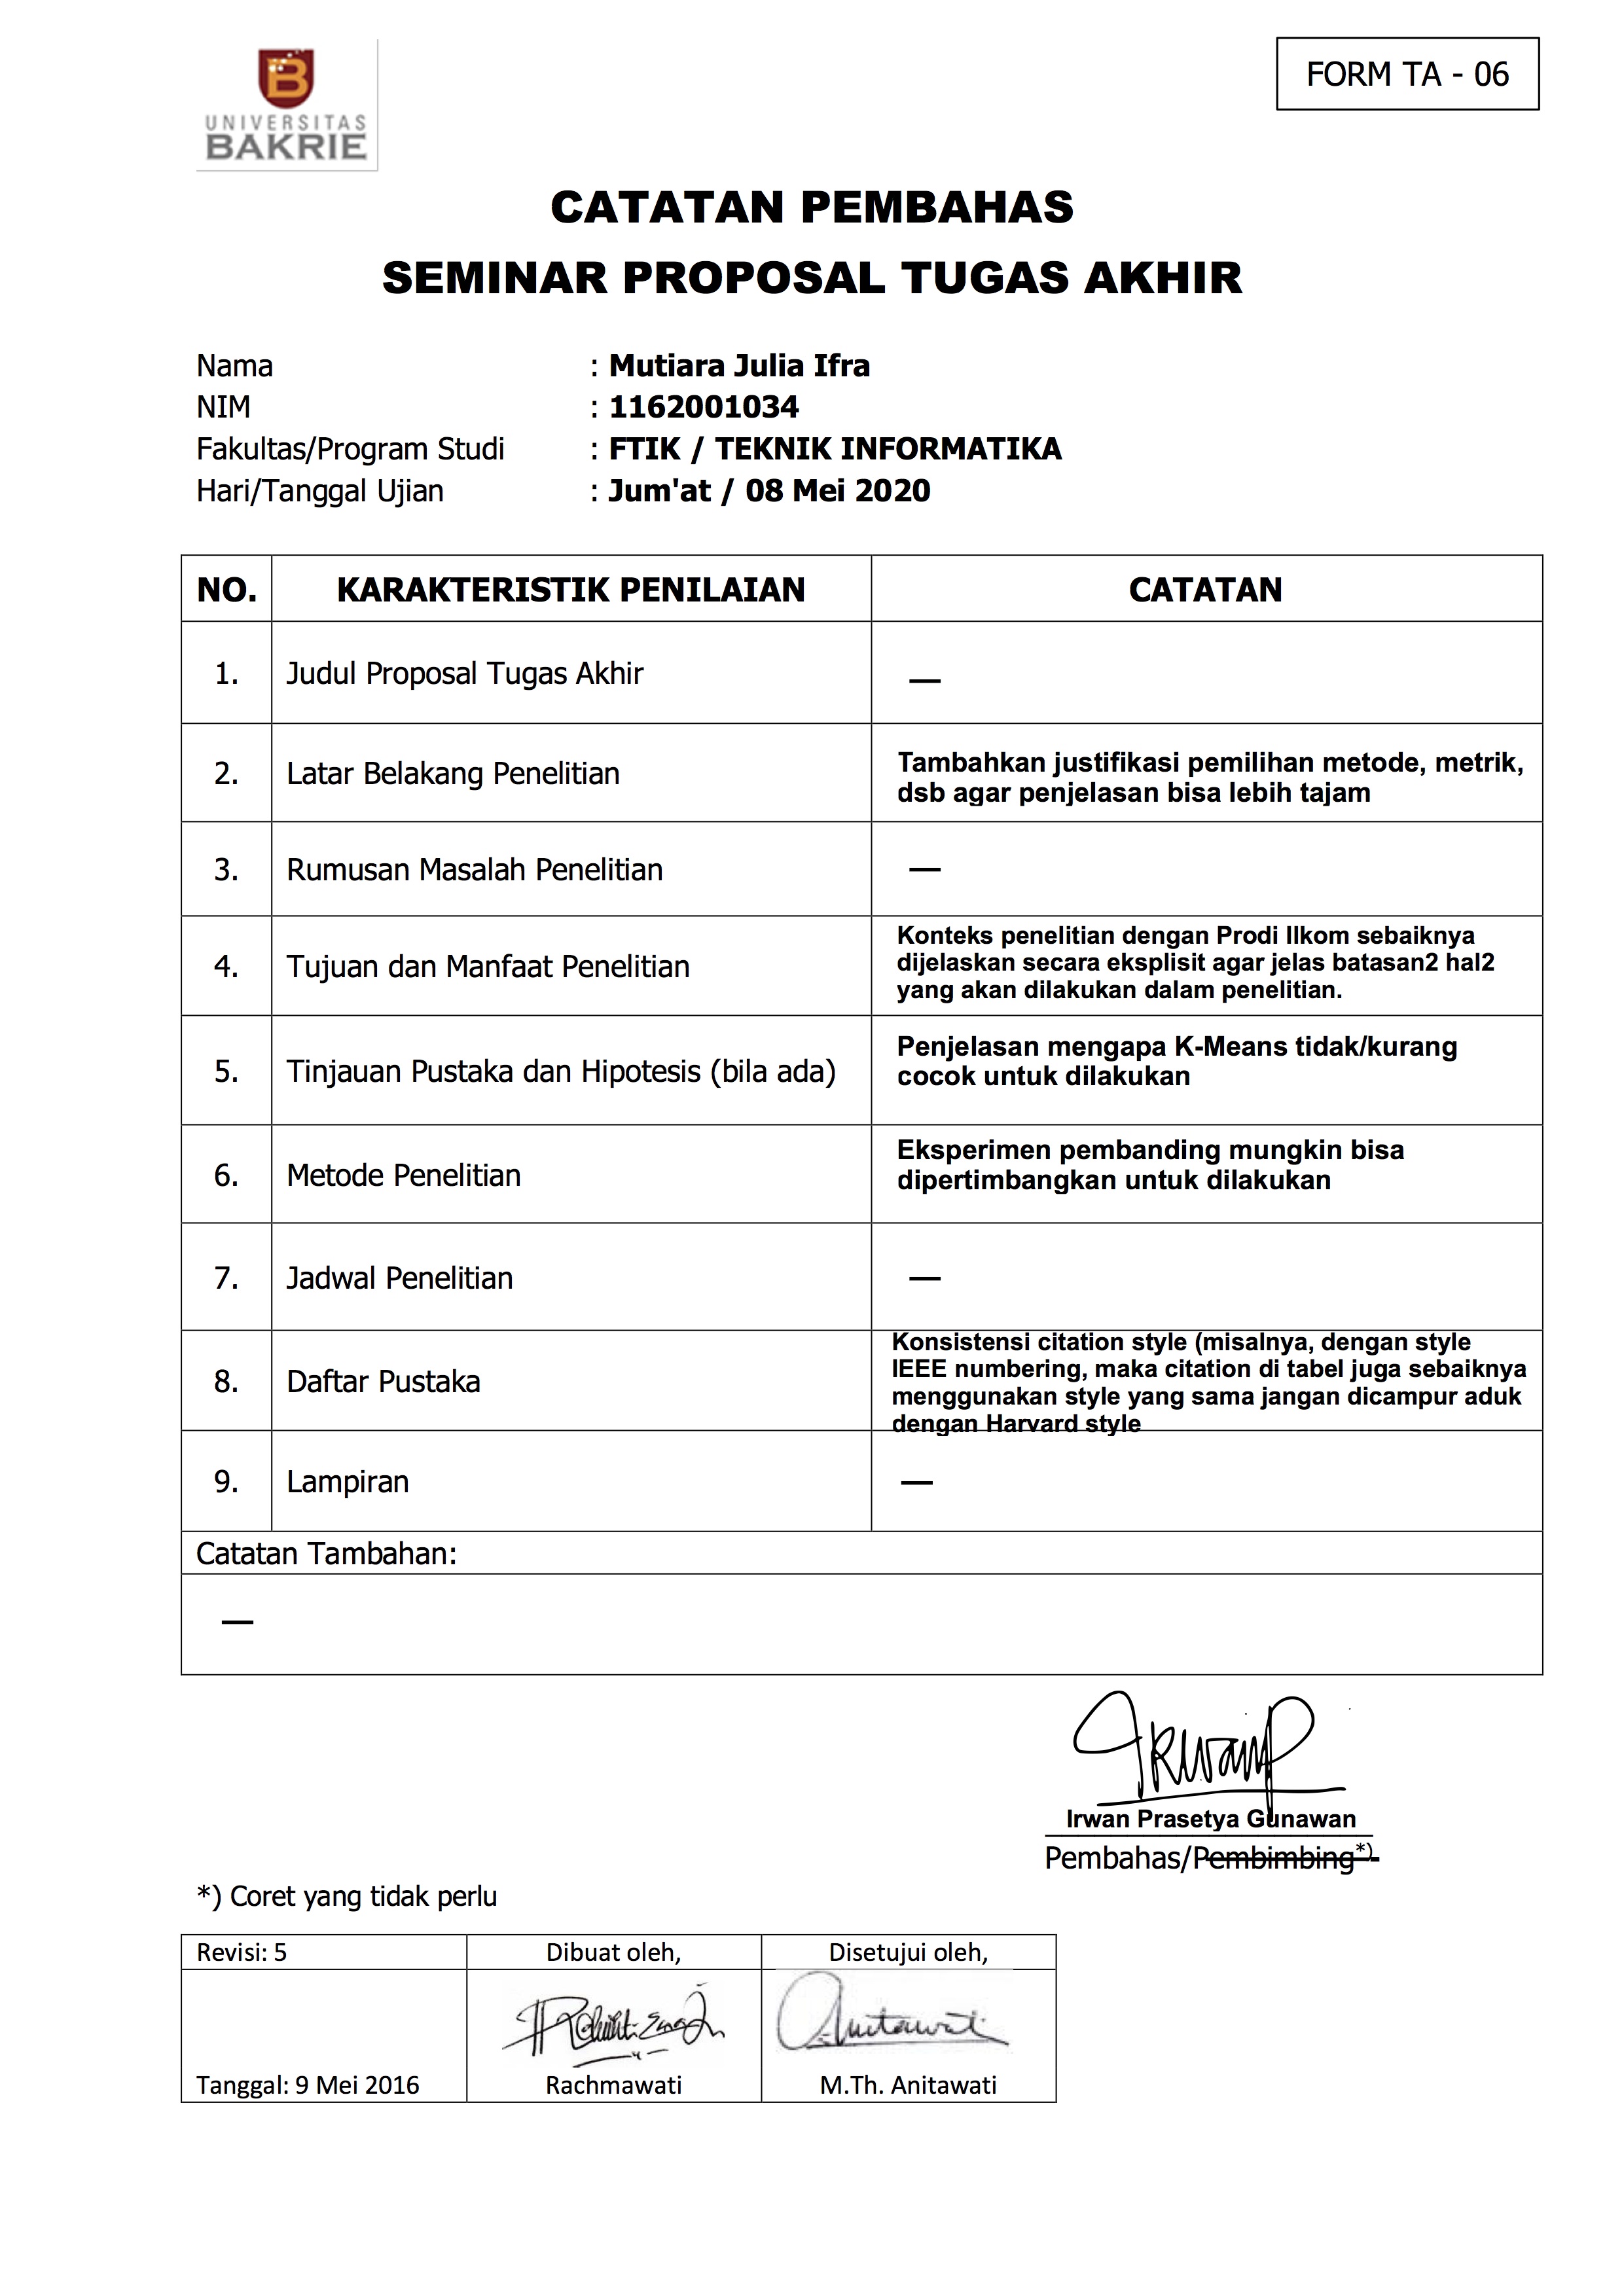 UNIVERSITAS
BAKRIE
FORM TA - 06
CATATAN PEMBAHAS
SEMINAR PROPOSAL TUGAS AKHIR
Nama : Mutiara Julia Ifra
NIM : 1162001034
Fakultas/Program Studi : FTIK / TEKNIK INFORMATIKA
Hari/Tanggal Ujian : Jum'at / 08 Mei 2020
NO. KARAKTERISTIK PENILAIAN CATATAN
1. Judul Proposal Tugas Akhir —
2. Latar Belakang Penelitian
Tambahkan justifikasi pemilihan metode, metrik,
dsb agar penjelasan bisa lebih tajam
3. Rumusan Masalah Penelitian —
4. Tujuan dan Manfaat Penelitian
Konteks penelitian dengan Prodi Ilkom sebaiknya
dijelaskan secara eksplisit agar jelas batasan2 hal2
yang akan dilakukan dalam penelitian.
5. Tinjauan Pustaka dan Hipotesis (bila ada)
Penjelasan mengapa K-Means tidak/kurang
cocok untuk dilakukan
6. Metode Penelitian
Eksperimen pembanding mungkin bisa
dipertimbangkan untuk dilakukan
7. Jadwal Penelitian —
8. Daftar Pustaka
Konsistensi citation style (misalnya, dengan style
IEEE numbering, maka citation di tabel juga sebaiknya
menggunakan style yang sama jangan dicampur aduk
dengan Harvard style
9. Lampiran —
Catatan Tambahan:
—
Irwan Prasetya Gunawan
Pembahas/Pembimbing*)
*) Coret yang tidak perlu
Revisi: 5 Dibuat oleh, Disetujui oleh,
Tanggal: 9 Mei 2016 Rachmawati M.Th. Anitawati